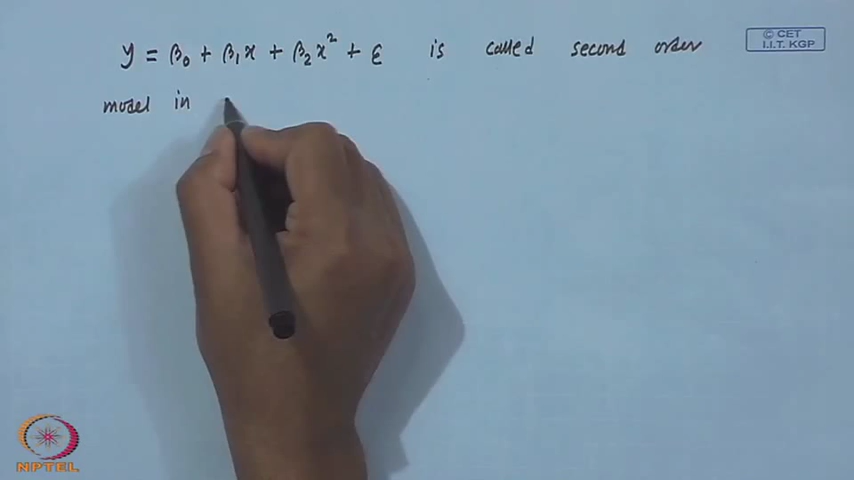 y = β₀ + β₁x + β₂x² + ε is called second order
model in
© CET
I.I.T. KGP
NPTEL